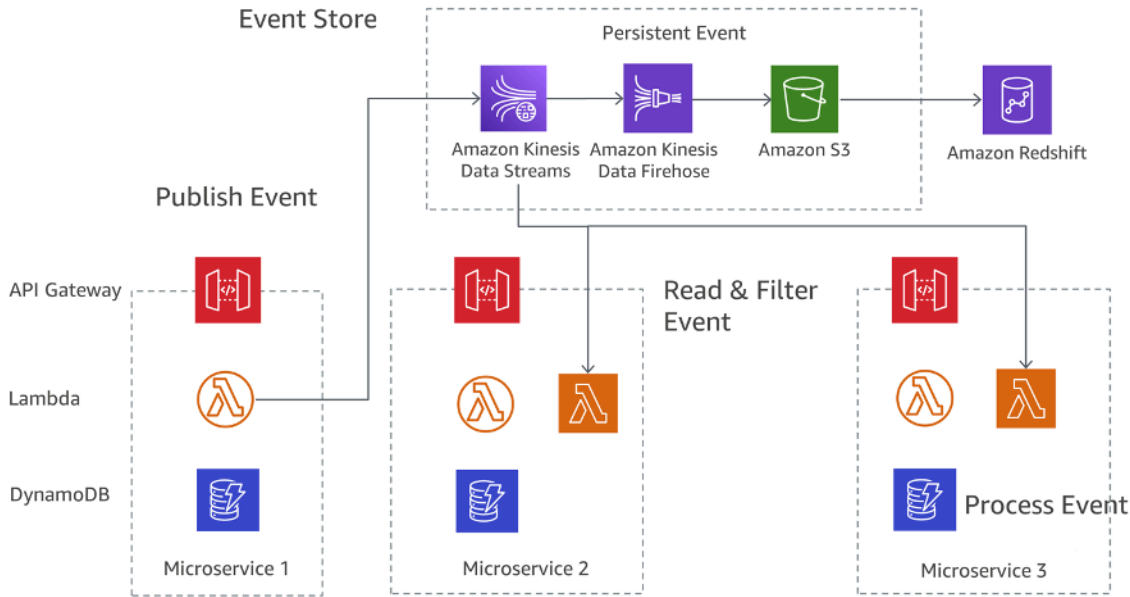 Event Store
Persistent Event
Amazon Kinesis
Data Streams
Amazon Kinesis
Data Firehose
Amazon S3
Amazon Redshift
Publish Event
API Gateway
Read & Filter
Event
Lambda
DynamoDB
Process Event
Microservice 1
Microservice 2
Microservice 3